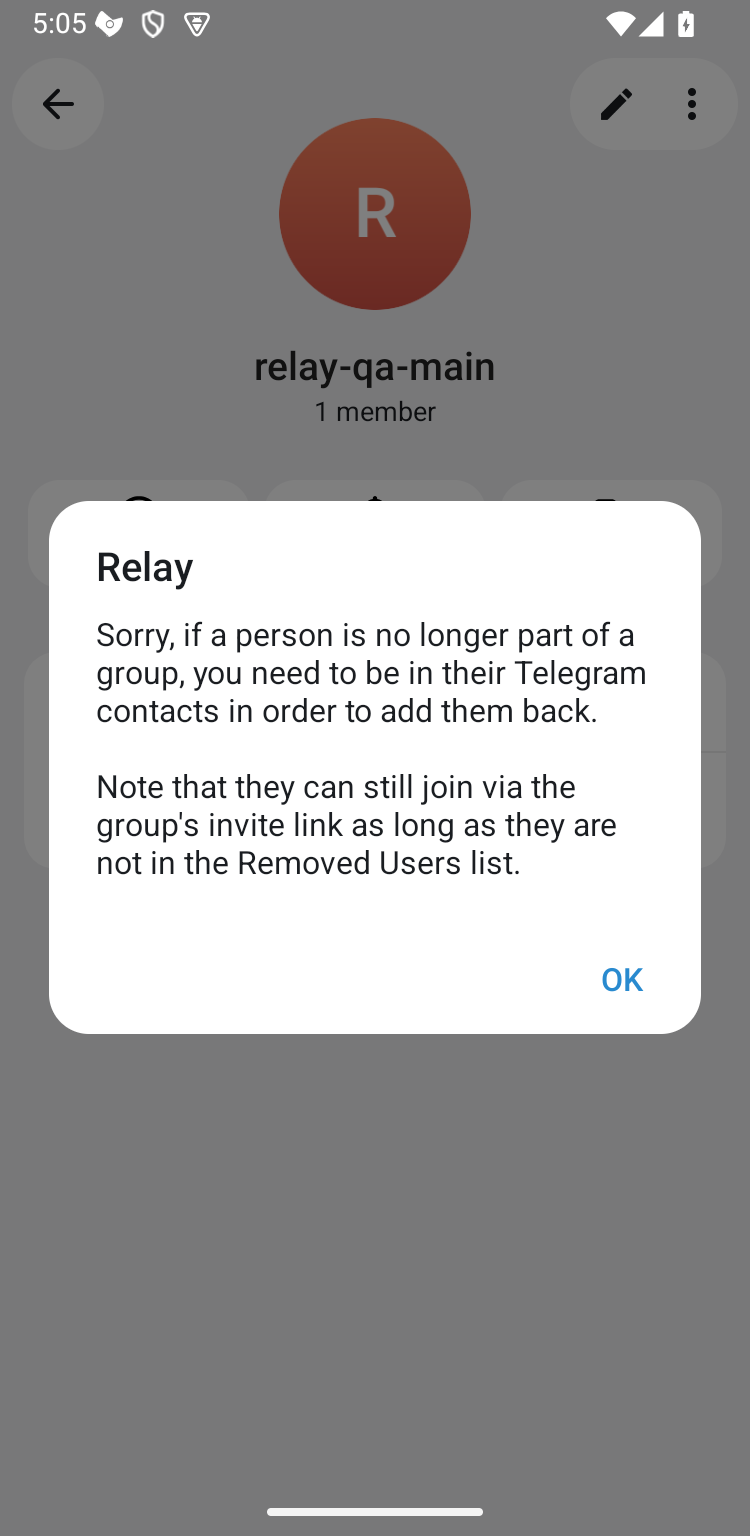 5:05
R
relay-qa-main
1 member
Relay
Sorry, if a person is no longer part of a
group, you need to be in their Telegram
contacts in order to add them back.
Note that they can still join via the
group's invite link as long as they are
not in the Removed Users list.
OK